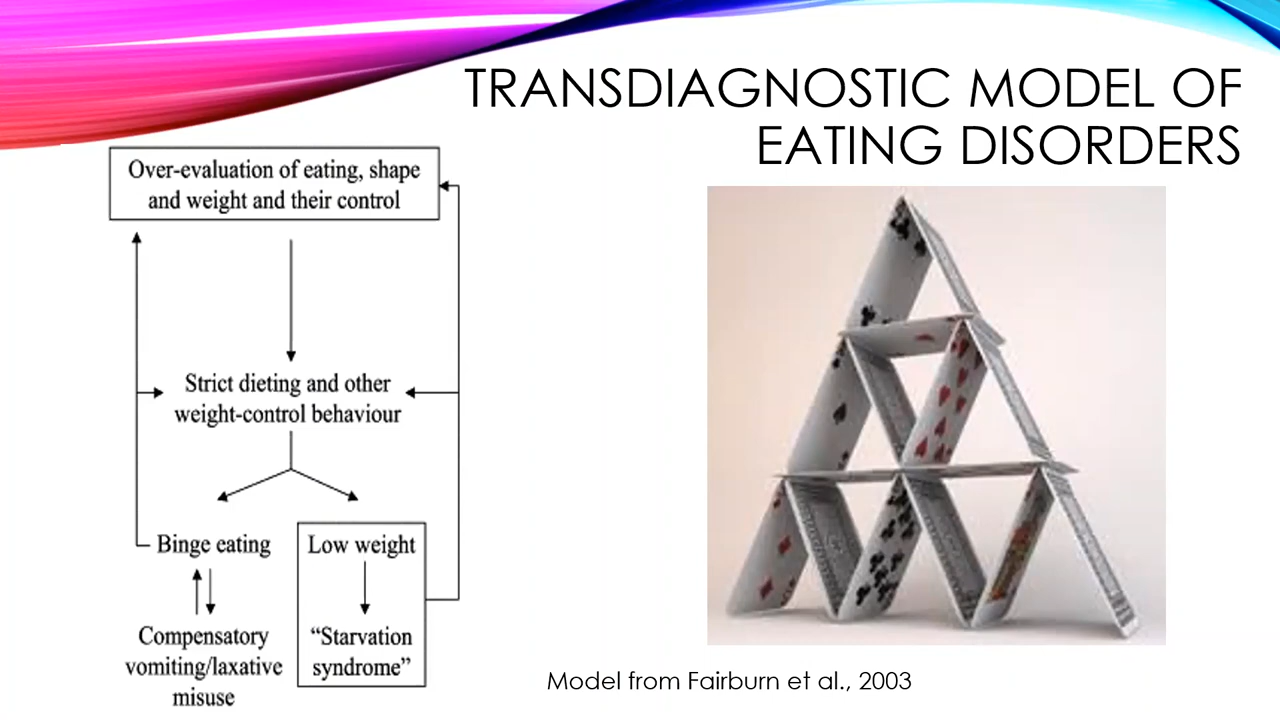 TRANSDIAGNOSTIC MODEL OF
EATING DISORDERS
Over-evaluation of eating, shape
and weight and their control
Strict dieting and other
weight-control behaviour
Binge eating
Low weight
Compensatory
vomiting/laxative
misuse
“Starvation
syndrome”
Model from Fairburn et al., 2003